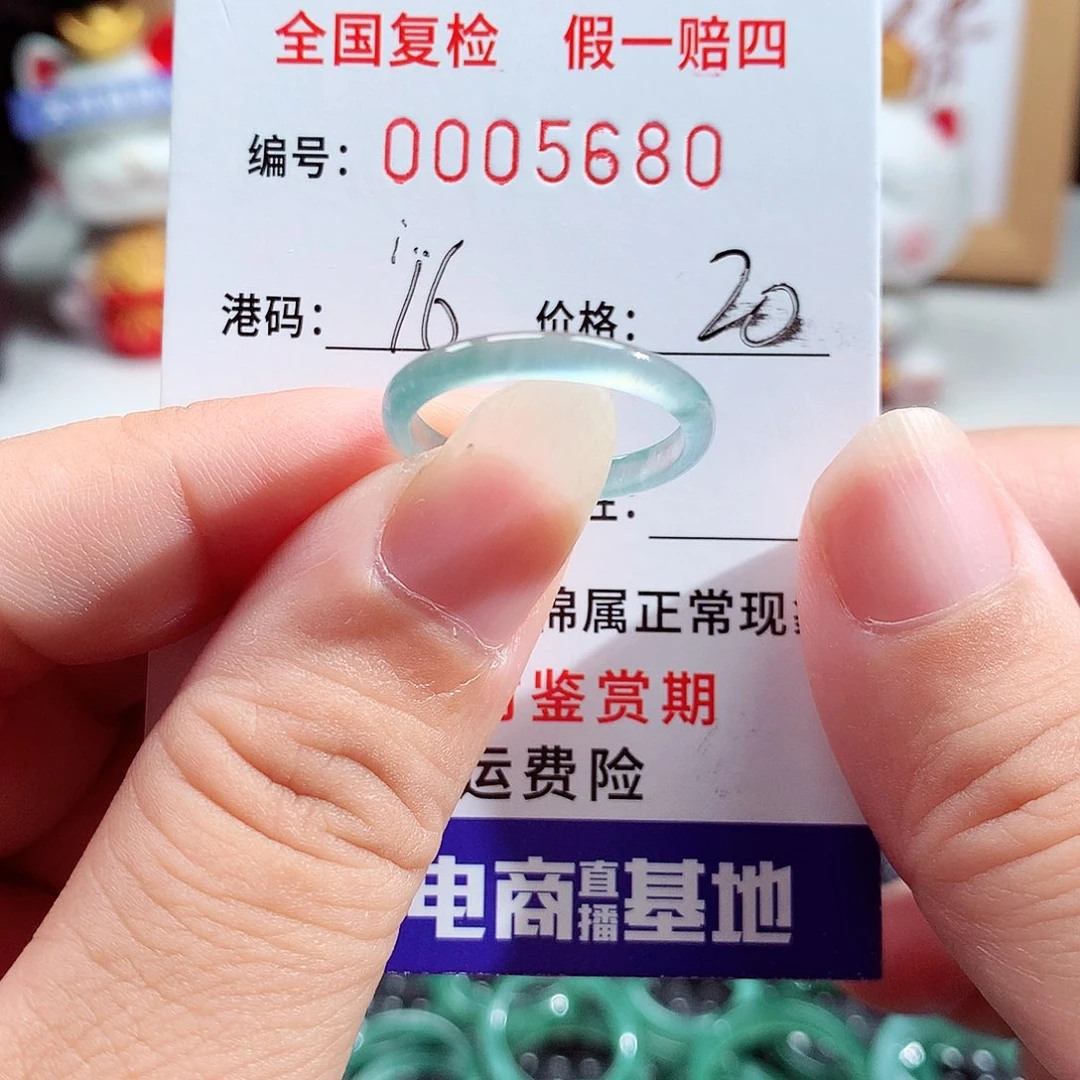 全国复检 假一赔四
编号：0005680
港码：16 价格：20
注：
棉属正常现
鉴赏期
运费险
电商直播基地